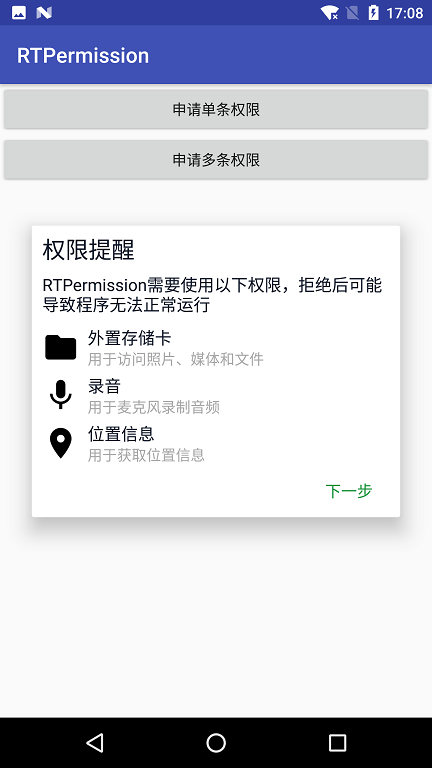 17:08
RTPermission
申请单条权限
申请多条权限
权限提醒
RTPermission需要使用以下权限，拒绝后可能
导致程序无法正常运行
外置存储卡
用于访问照片、媒体和文件
录音
用于麦克风录制音频
位置信息
用于获取位置信息
下一步